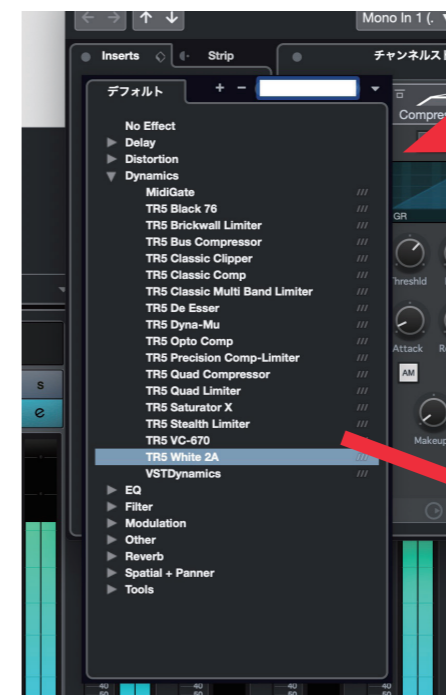 Mono In 1 (.
Inserts
Strip
チャンネルスト
デフォルト
+ −
Compre
No Effect
Delay
Distortion
Dynamics
MidiGate
TR5 Black 76
TR5 Brickwall Limiter
TR5 Bus Compressor
TR5 Classic Clipper
TR5 Classic Comp
TR5 Classic Multi Band Limiter
TR5 De Esser
TR5 Dyna-Mu
TR5 Opto Comp
TR5 Precision Comp-Limiter
TR5 Quad Compressor
TR5 Quad Limiter
TR5 Saturator X
TR5 Stealth Limiter
TR5 VC-670
TR5 White 2A
VSTDynamics
EQ
Filter
Modulation
Other
Reverb
Spatial + Panner
Tools
GR
Threshld
Attack
R
AM
Makeup
S
e
40
40
40
40